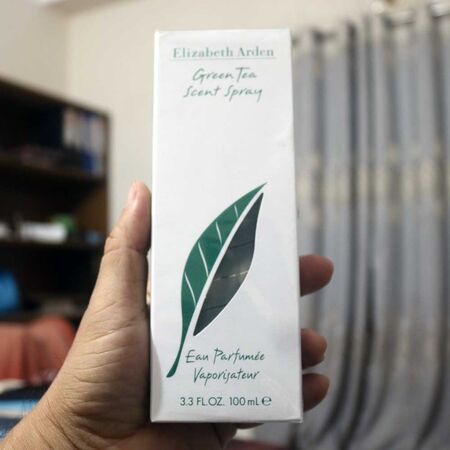 Elizabeth Arden
Green Tea
Scent Spray
Eau Parfumée
Vaporisateur
3.3 FL.OZ. 100 mL ℮